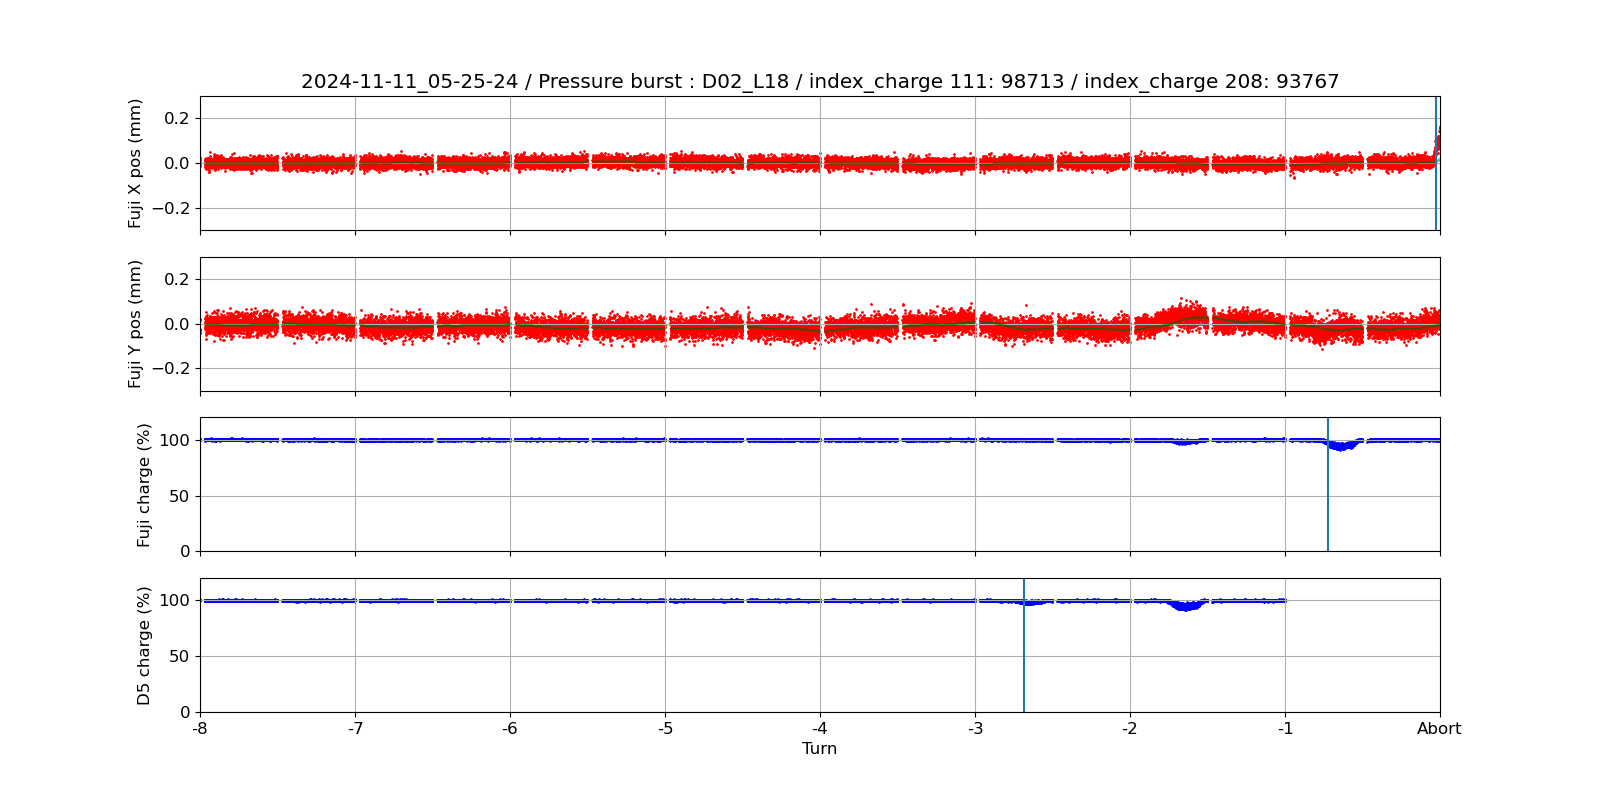 2024-11-11_05-25-24 / Pressure burst : D02_L18 / index_charge 111: 98713 / index_charge 208: 93767
Fuji X pos (mm)
0.2
0.0
−0.2
Fuji Y pos (mm)
0.2
0.0
−0.2
Fuji charge (%)
100
50
0
D5 charge (%)
100
50
0
-8 -7 -6 -5 -4 -3 -2 -1 Abort
Turn